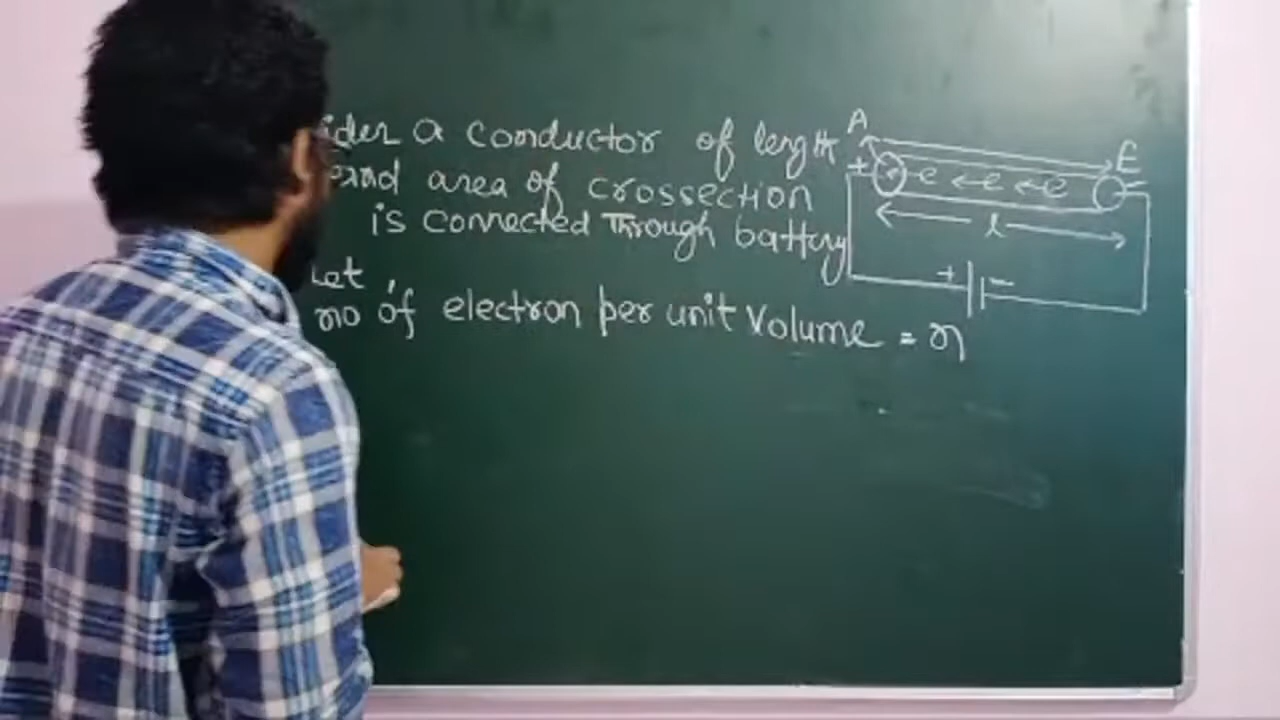 ider a conductor of length
and area of crossection
is connected Through battery
Let,
no of electron per unit Volume = n
A
E
+ e ← e ← e -
l
+ -